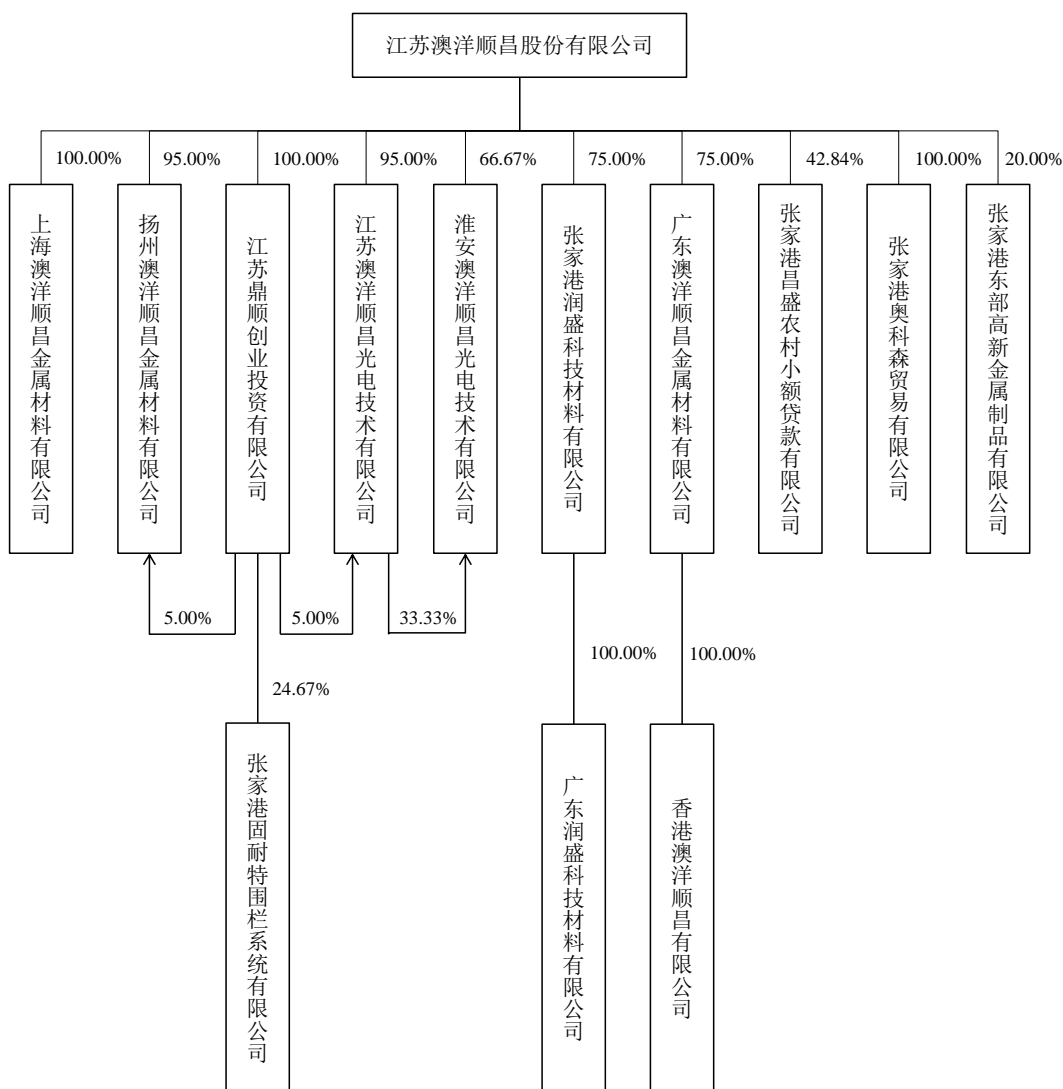 江苏澳洋顺昌股份有限公司
100.00%
95.00%
100.00%
95.00%
66.67%
75.00%
75.00%
42.84%
100.00%
20.00%
上海澳洋顺昌金属材料有限公司
扬州澳洋顺昌金属材料有限公司
江苏鼎顺创业投资有限公司
江苏澳洋顺昌光电技术有限公司
淮安澳洋顺昌光电技术有限公司
张家港润盛科技材料有限公司
广东澳洋顺昌金属材料有限公司
张家港昌盛农村小额贷款有限公司
张家港奥科森贸易有限公司
张家港东部高新金属制品有限公司
5.00%
5.00%
33.33%
100.00%
100.00%
24.67%
张家港固耐特围栏系统有限公司
广东润盛科技材料有限公司
香港澳洋顺昌有限公司